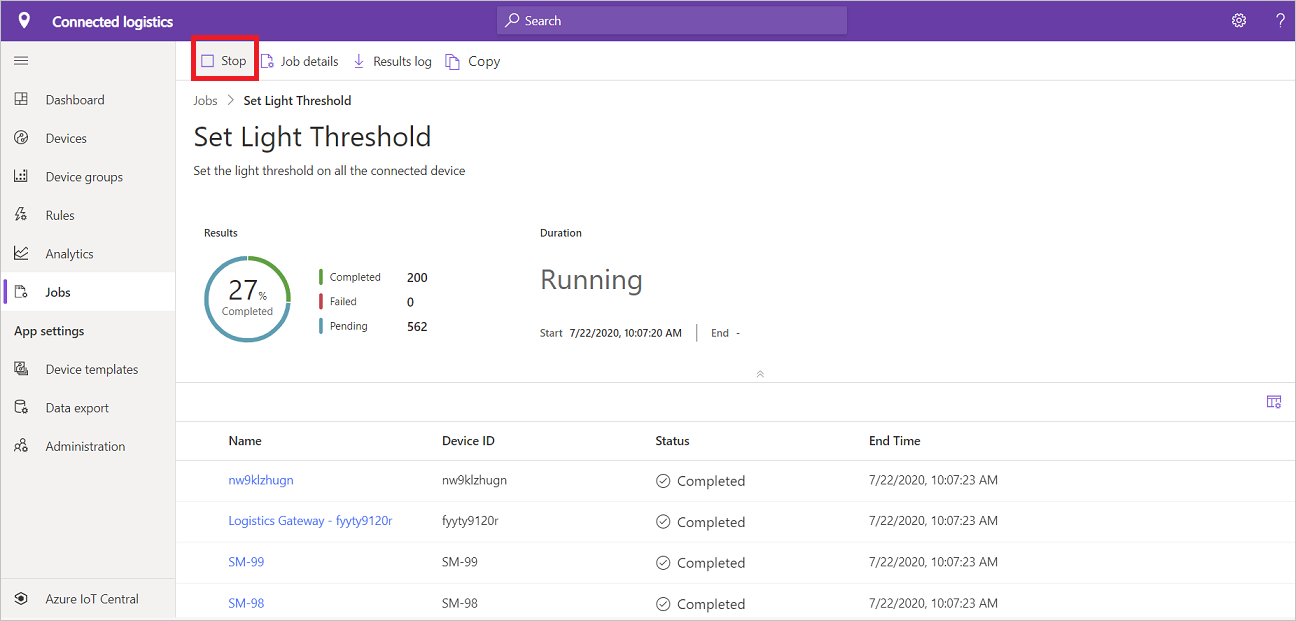 Connected logistics
Search
?
Stop
Job details
Results log
Copy
Dashboard
Devices
Device groups
Rules
Analytics
Jobs
App settings
Device templates
Data export
Administration
Azure IoT Central
Jobs > Set Light Threshold
Set Light Threshold
Set the light threshold on all the connected device
Results
27%
Completed
Completed 200
Failed 0
Pending 562
Duration
Running
Start 7/22/2020, 10:07:20 AM | End -
Name Device ID Status End Time
nw9klzhugn nw9klzhugn Completed 7/22/2020, 10:07:23 AM
Logistics Gateway - fyyty9120r fyyty9120r Completed 7/22/2020, 10:07:23 AM
SM-99 SM-99 Completed 7/22/2020, 10:07:23 AM
SM-98 SM-98 Completed 7/22/2020, 10:07:23 AM